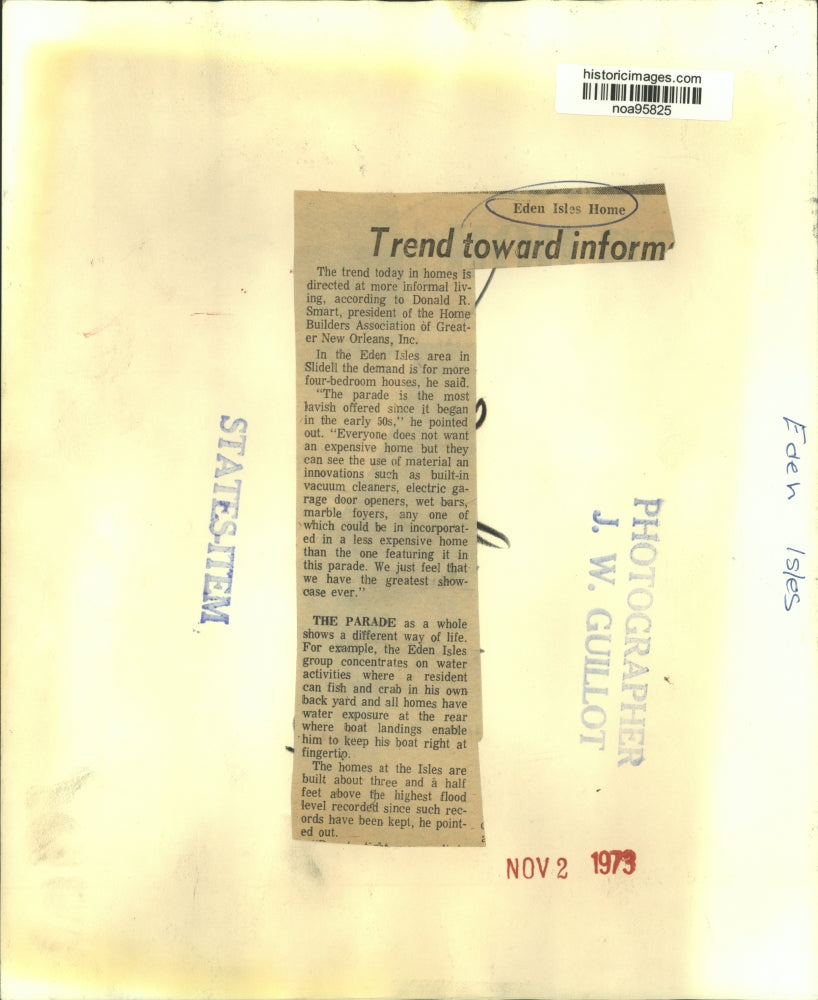 historicimages.com
noa95825
Eden Isles Home
Trend toward inform
The trend today in homes is
directed at more informal liv-
ing, according to Donald R.
Smart, president of the Home
Builders Association of Great-
er New Orleans, Inc.
In the Eden Isles area in
Slidell the demand is for more
four-bedroom houses, he said.
"The parade is the most
lavish offered since it began
in the early 50s," he pointed
out. "Everyone does not want
an expensive home but they
can see the use of material an
innovations such as built-in
vacuum cleaners, electric ga-
rage door openers, wet bars,
marble foyers, any one of
which could be in incorporat-
ed in a less expensive home
than the one featuring it in
this parade. We just feel that
we have the greatest show-
case ever."
THE PARADE as a whole
shows a different way of life.
For example, the Eden Isles
group concentrates on water
activities where a resident
can fish and crab in his own
back yard and all homes have
water exposure at the rear
where boat landings enable
him to keep his boat right at
fingertip.
The homes at the Isles are
built about three and a half
feet above the highest flood
level recorded since such rec-
ords have been kept, he point-
ed out.
STATES-ITEM
PHOTOGRAPHER
J. W. GUILLOT
Eden Isles
NOV 2 1973